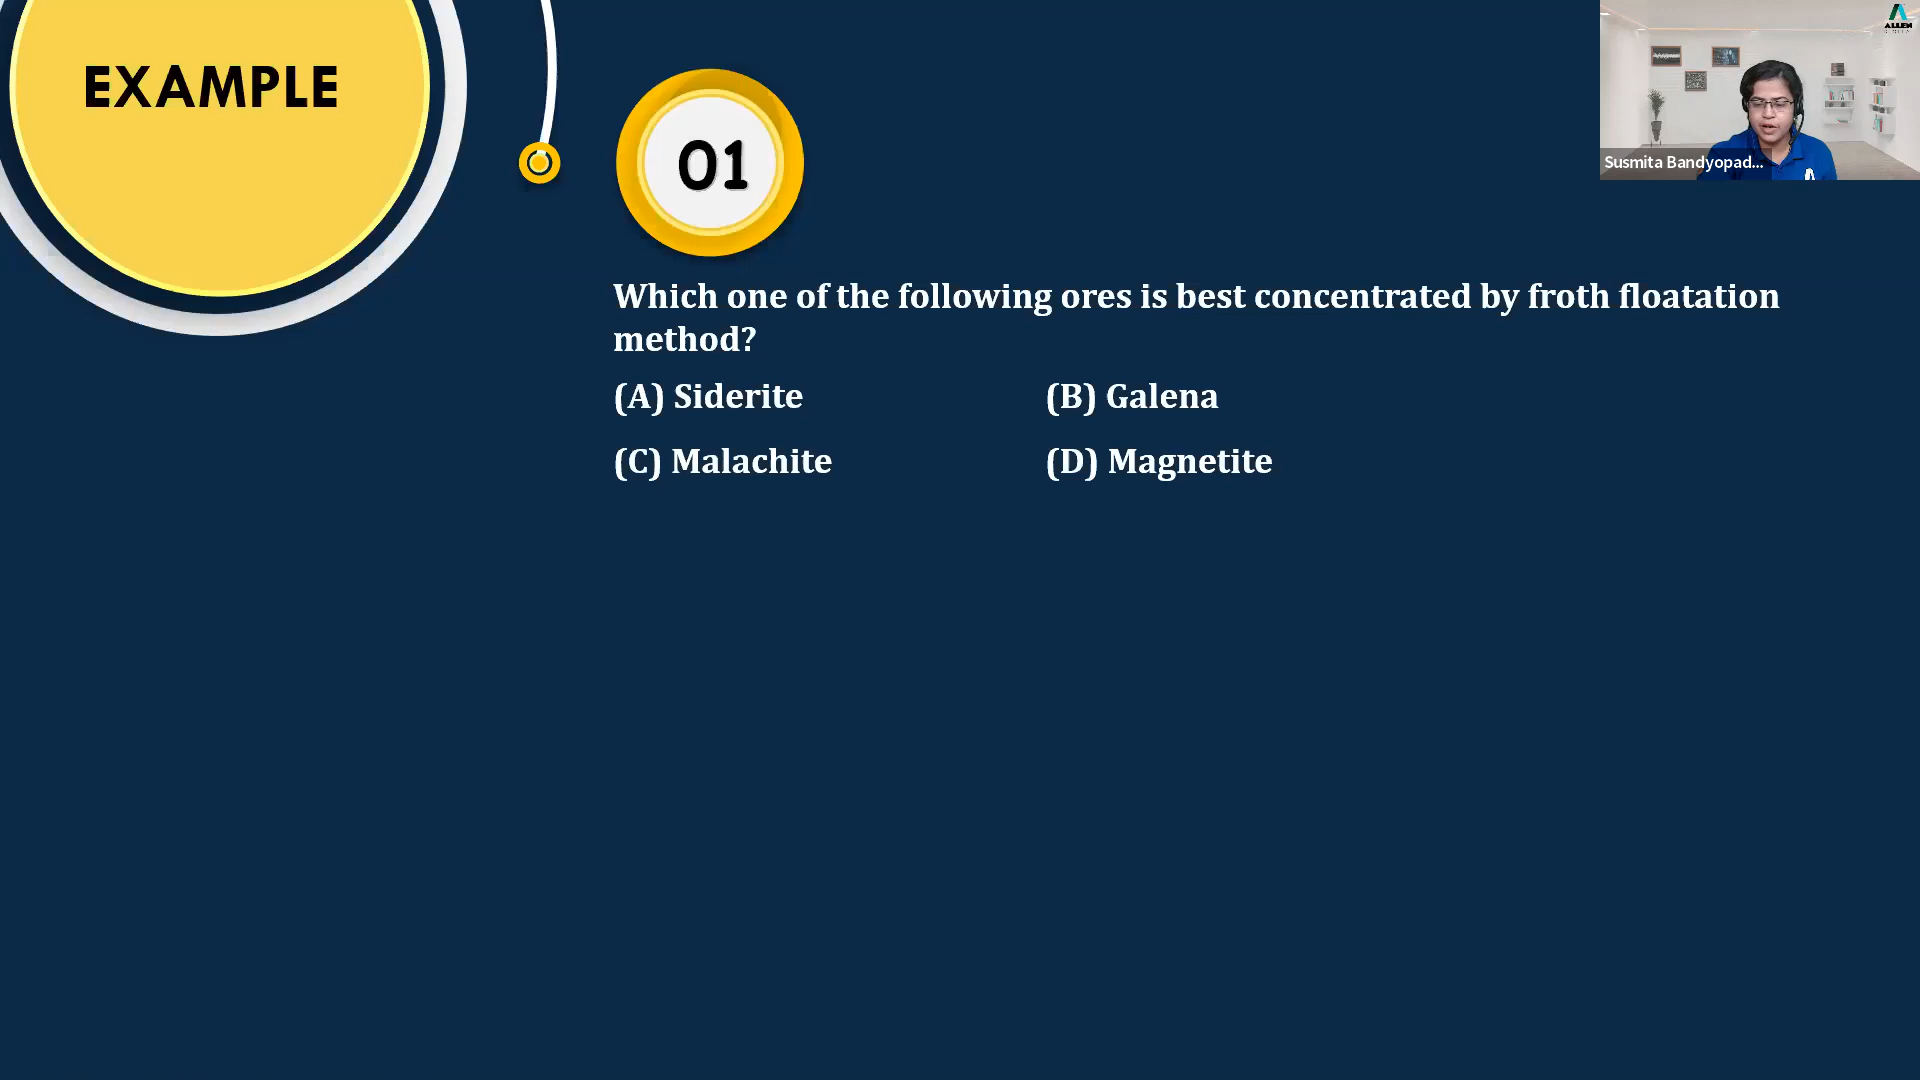 EXAMPLE
01
ALLEN
Susmita Bandyopad...
Which one of the following ores is best concentrated by froth floatation
method?
(A) Siderite (B) Galena
(C) Malachite (D) Magnetite